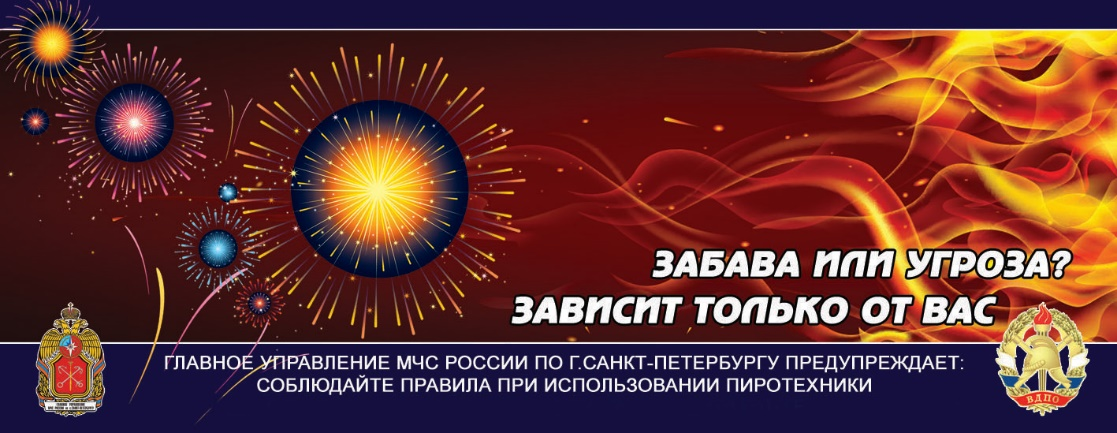 ЗАБАВА ИЛИ УГРОЗА?
ЗАВИСИТ ТОЛЬКО ОТ ВАС
ГЛАВНОЕ УПРАВЛЕНИЕ МЧС РОССИИ ПО Г.САНКТ-ПЕТЕРБУРГУ ПРЕДУПРЕЖДАЕТ:
СОБЛЮДАЙТЕ ПРАВИЛА ПРИ ИСПОЛЬЗОВАНИИ ПИРОТЕХНИКИ
ВДПО